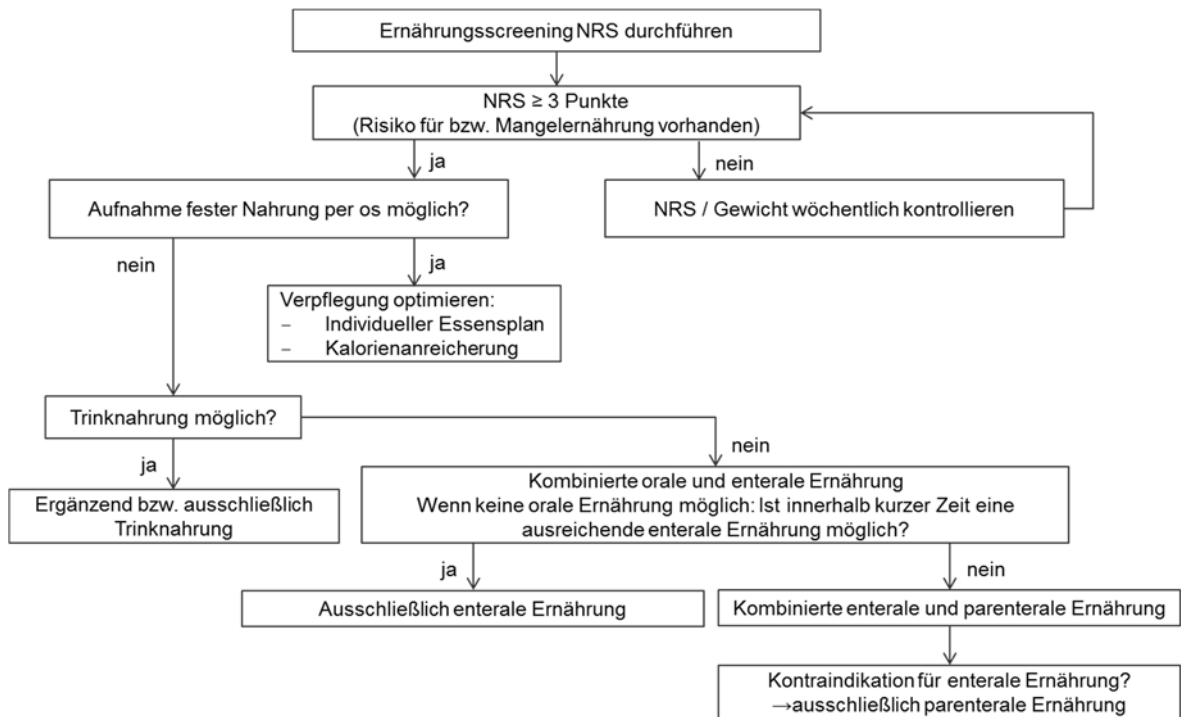 Ernährungsscreening NRS durchführen
NRS ≥ 3 Punkte
(Risiko für bzw. Mangelernährung vorhanden)
ja
nein
Aufnahme fester Nahrung per os möglich?
NRS / Gewicht wöchentlich kontrollieren
nein
ja
Verpflegung optimieren:
– Individueller Essensplan
– Kalorienanreicherung
Trinknahrung möglich?
ja
nein
Ergänzend bzw. ausschließlich
Trinknahrung
Kombinierte orale und enterale Ernährung
Wenn keine orale Ernährung möglich: Ist innerhalb kurzer Zeit eine
ausreichende enterale Ernährung möglich?
ja
nein
Ausschließlich enterale Ernährung
Kombinierte enterale und parenterale Ernährung
Kontraindikation für enterale Ernährung?
→ausschließlich parenterale Ernährung